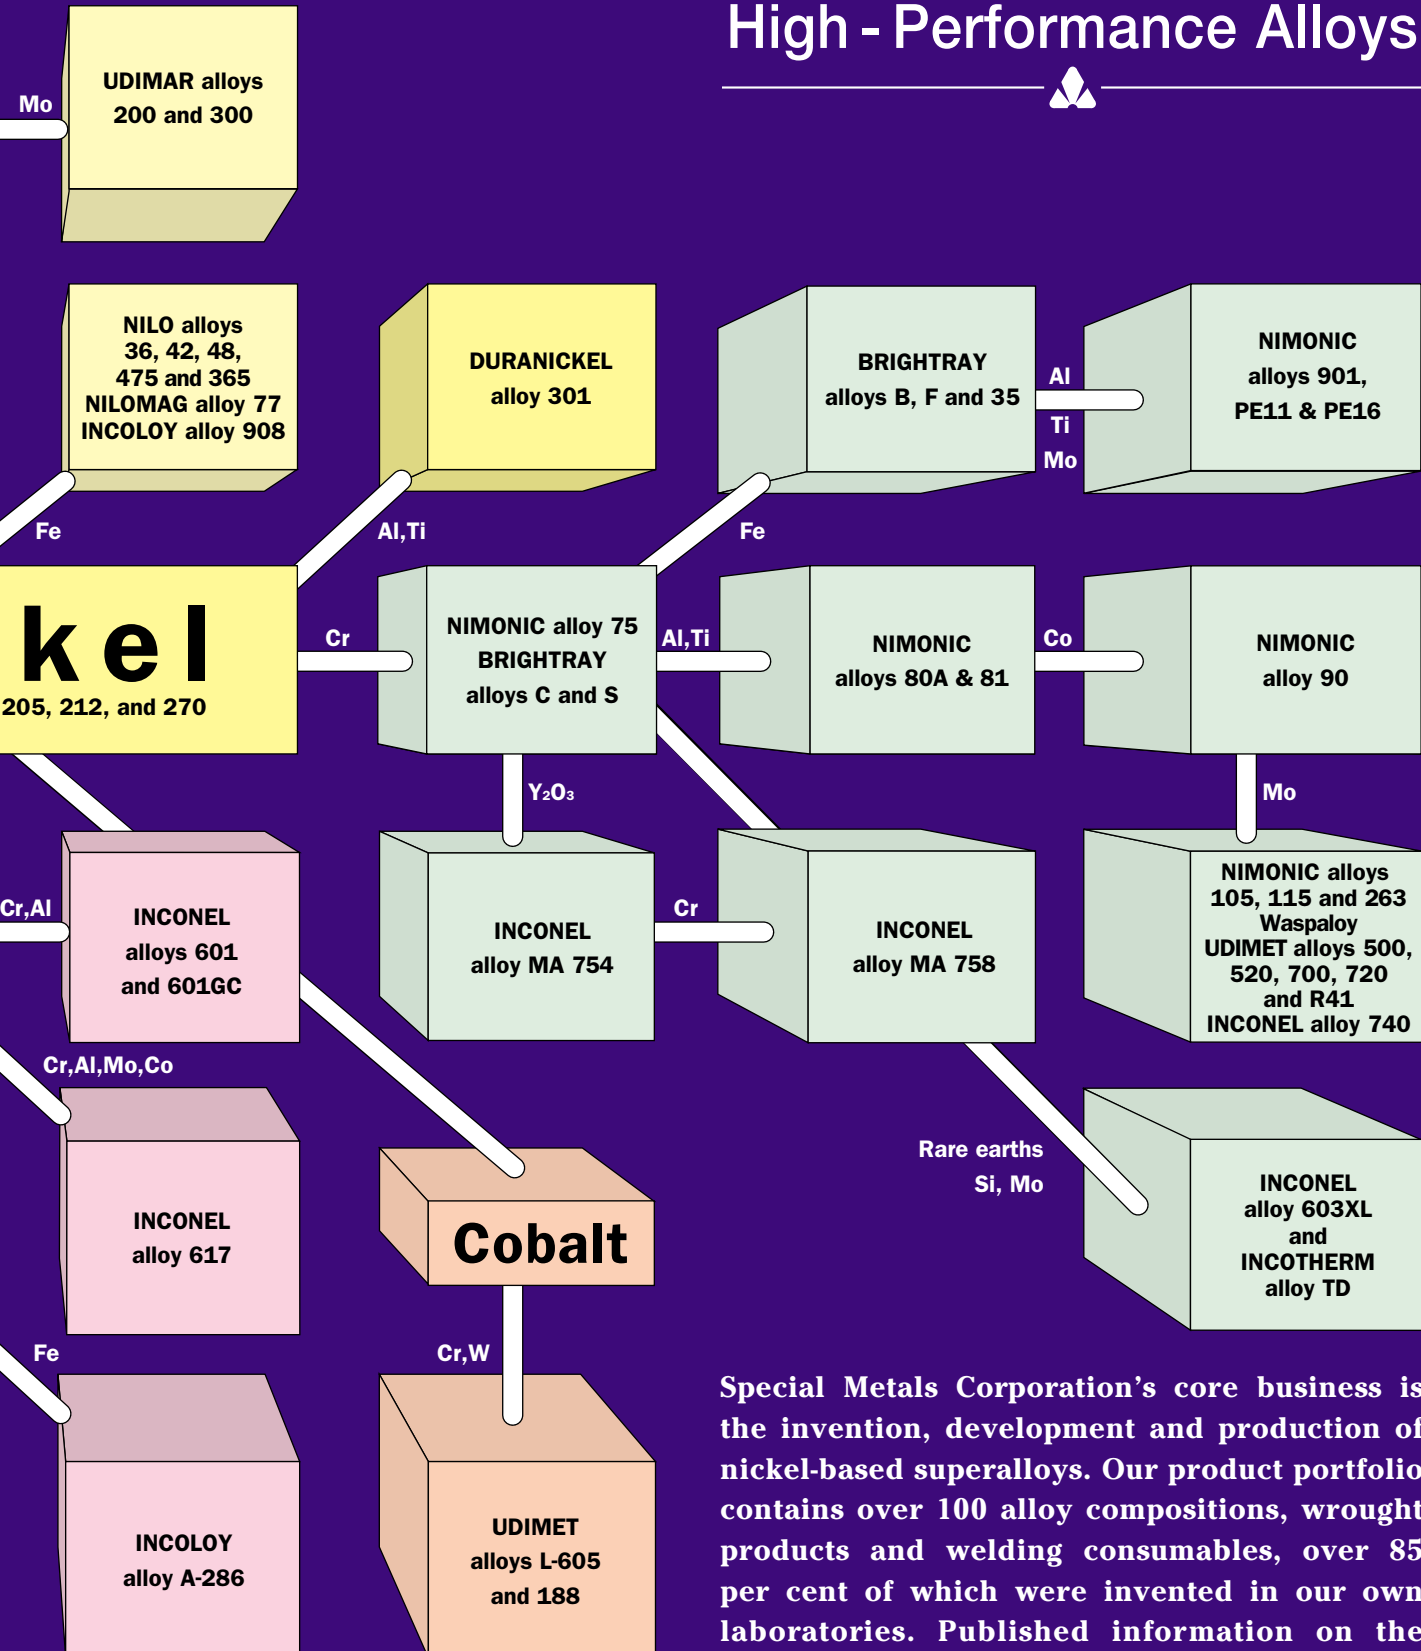 High - Performance Alloys
Mo
UDIMAR alloys
200 and 300
NILO alloys
36, 42, 48,
475 and 365
NILOMAG alloy 77
INCOLOY alloy 908
DURANICKEL
alloy 301
BRIGHTRAY
alloys B, F and 35
Al
Ti
Mo
NIMONIC
alloys 901,
PE11 & PE16
Fe
Al,Ti
Fe
kel
205, 212, and 270
Cr
NIMONIC alloy 75
BRIGHTRAY
alloys C and S
Al,Ti
NIMONIC
alloys 80A & 81
Co
NIMONIC
alloy 90
Y₂O₃
Mo
Cr,Al
INCONEL
alloys 601
and 601GC
INCONEL
alloy MA 754
Cr
INCONEL
alloy MA 758
NIMONIC alloys
105, 115 and 263
Waspaloy
UDIMET alloys 500,
520, 700, 720
and R41
INCONEL alloy 740
Cr,Al,Mo,Co
INCONEL
alloy 617
Cobalt
Rare earths
Si, Mo
INCONEL
alloy 603XL
and
INCOTHERM
alloy TD
Fe
Cr,W
INCOLOY
alloy A-286
UDIMET
alloys L-605
and 188
Special Metals Corporation's core business is
the invention, development and production of
nickel-based superalloys. Our product portfolio
contains over 100 alloy compositions, wrought
products and welding consumables, over 85
per cent of which were invented in our own
laboratories. Published information on the